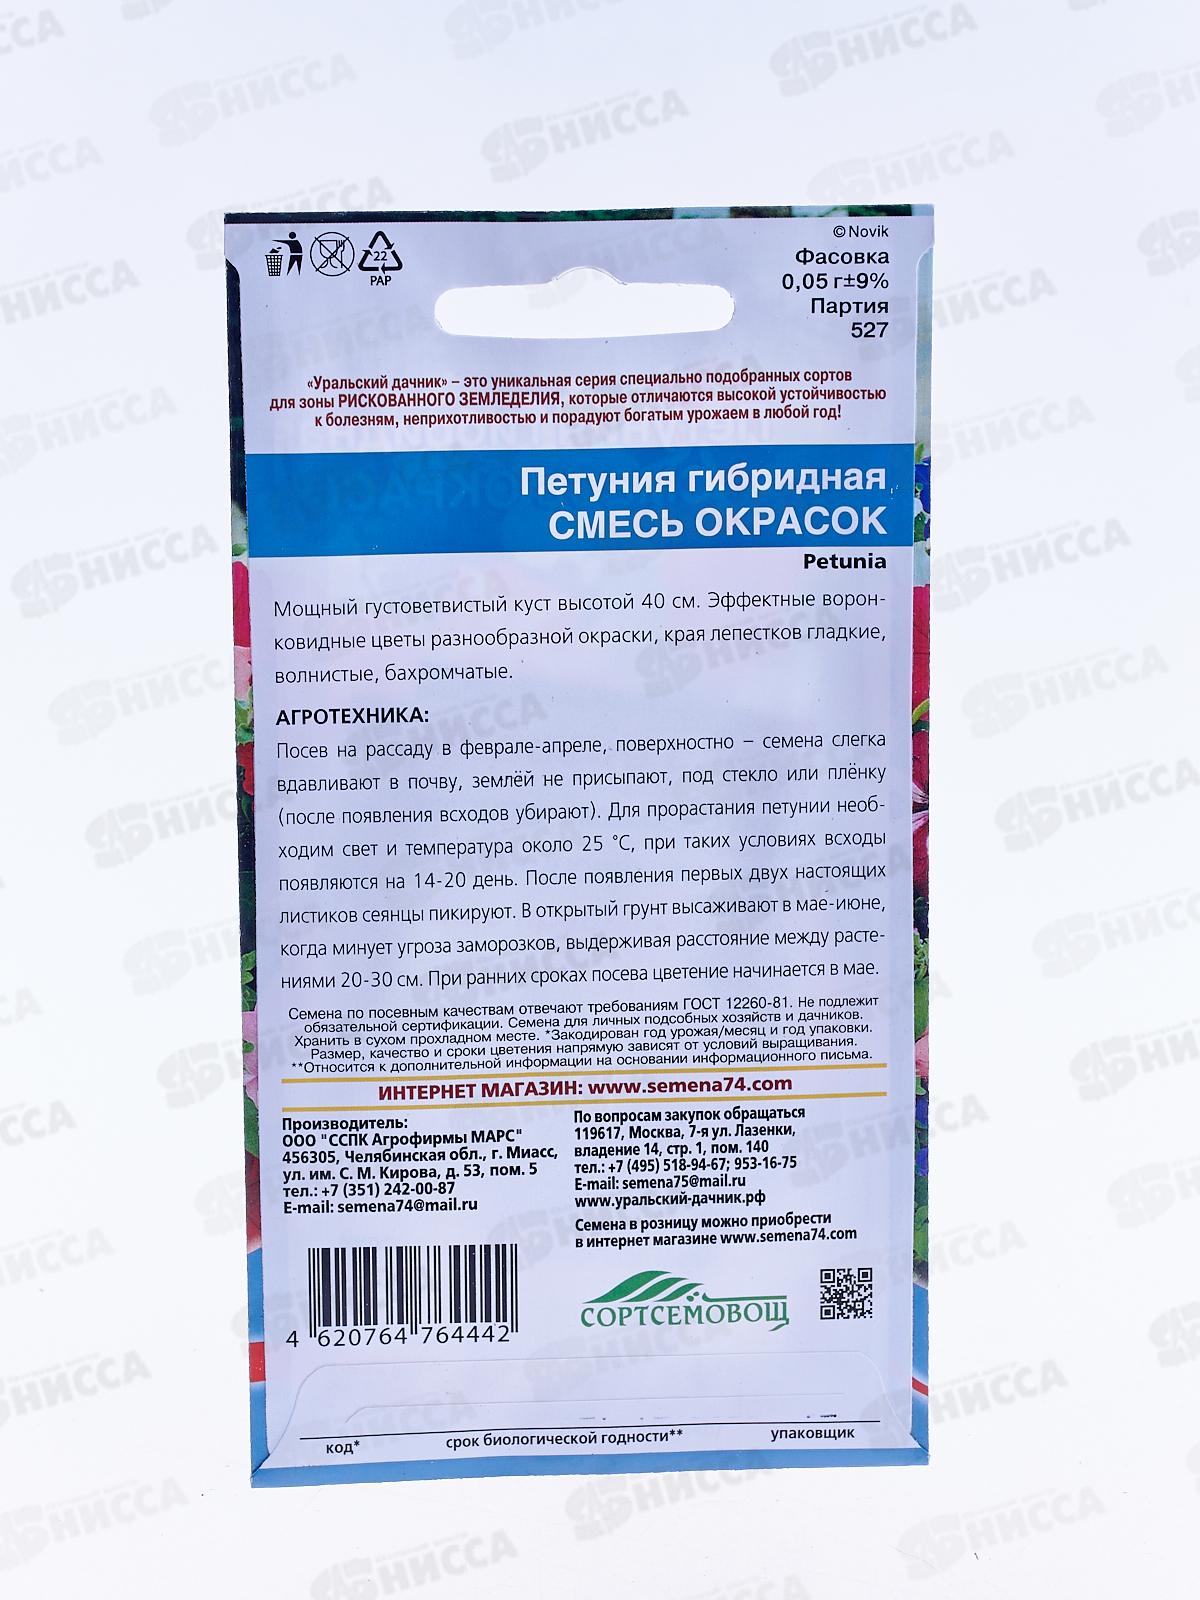 © Novik
Фасовка
0,05 г±9%
Партия
527
22
PAP
«Уральский дачник» – это уникальная серия специально подобранных сортов
для зоны РИСКОВАННОГО ЗЕМЛЕДЕЛИЯ, которые отличаются высокой устойчивостью
к болезням, неприхотливостью и порадуют богатым урожаем в любой год!
Петуния гибридная
СМЕСЬ ОКРАСОК
Petunia
Мощный густоветвистый куст высотой 40 см. Эффектные ворон-
ковидные цветы разнообразной окраски, края лепестков гладкие,
волнистые, бахромчатые.
АГРОТЕХНИКА:
Посев на рассаду в феврале-апреле, поверхностно – семена слегка
вдавливают в почву, землёй не присыпают, под стекло или плёнку
(после появления всходов убирают). Для прорастания петунии необ-
ходим свет и температура около 25 °С, при таких условиях всходы
появляются на 14-20 день. После появления первых двух настоящих
листиков сеянцы пикируют. В открытый грунт высаживают в мае-июне,
когда минует угроза заморозков, выдерживая расстояние между расте-
ниями 20-30 см. При ранних сроках посева цветение начинается в мае.
Семена по посевным качествам отвечают требованиям ГОСТ 12260-81. Не подлежит
обязательной сертификации. Семена для личных подсобных хозяйств и дачников.
Хранить в сухом прохладном месте. *Закодирован год урожая/месяц и год упаковки.
Размер, качество и сроки цветения напрямую зависят от условий выращивания.
**Относится к дополнительной информации на основании информационного письма.
ИНТЕРНЕТ МАГАЗИН: www.semena74.com
Производитель:
ООО "ССПК Агрофирмы МАРС"
456305, Челябинская обл., г. Миасс,
ул. им. С. М. Кирова, д. 53, пом. 5
тел.: +7 (351) 242-00-87
E-mail: semena74@mail.ru
По вопросам закупок обращаться
119617, Москва, 7-я ул. Лазенки,
владение 14, стр. 1, пом. 140
тел.: +7 (495) 518-94-67; 953-16-75
E-mail: semena75@mail.ru
www.уральский-дачник.рф
Семена в розницу можно приобрести
в интернет магазине www.semena74.com
4 620764 764442
СОРТСЕМОВОЩ
код*
срок биологической годности**
упаковщик
НИССА